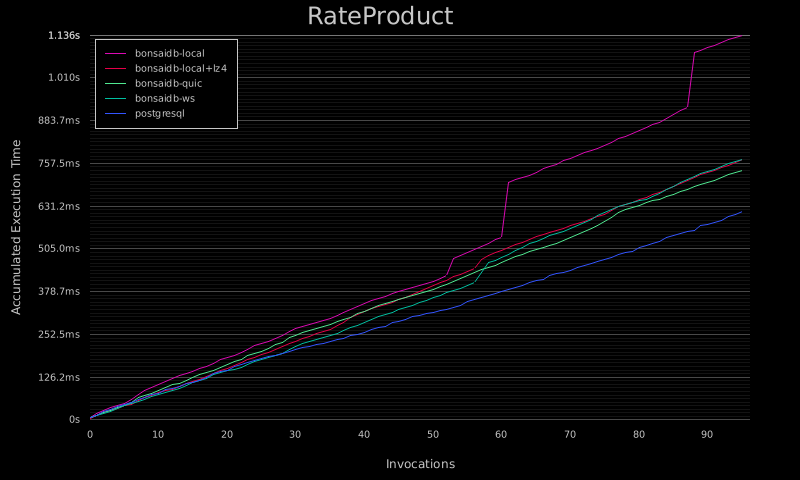 RateProduct
1.136s
1.010s
883.7ms
757.5ms
631.2ms
505.0ms
378.7ms
252.5ms
126.2ms
0s
bonsaidb-local
bonsaidb-local+lz4
bonsaidb-quic
bonsaidb-ws
postgresql
Accumulated Execution Time
0 10 20 30 40 50 60 70 80 90
Invocations